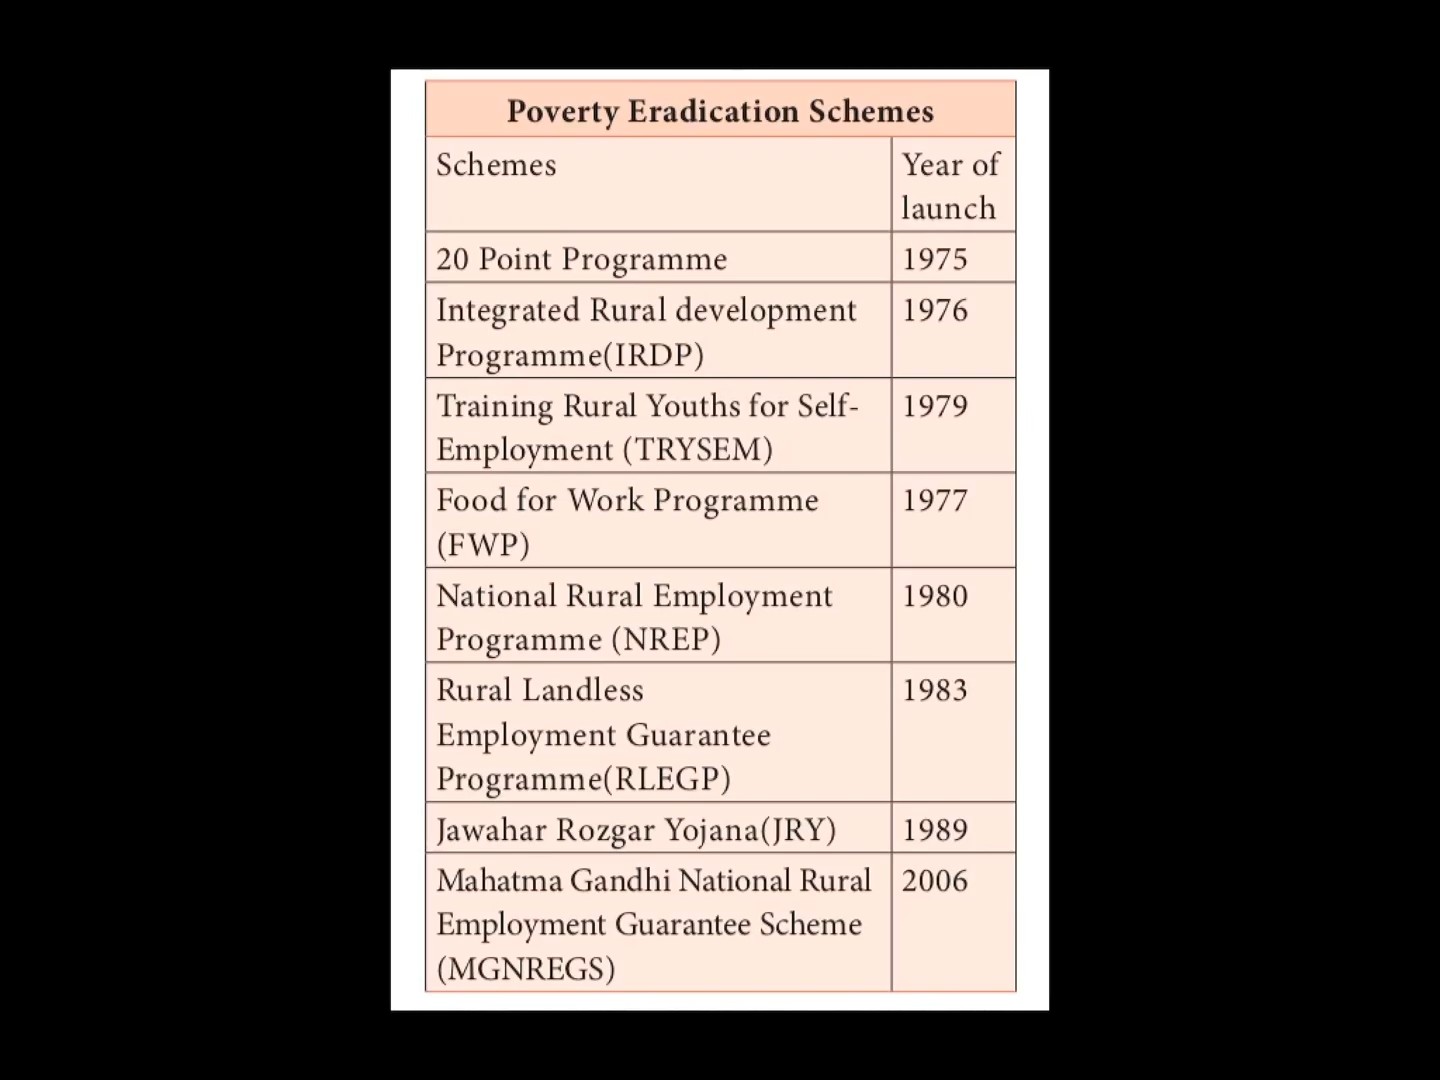 Poverty Eradication Schemes
Schemes
Year of
launch
20 Point Programme
1975
Integrated Rural development
Programme(IRDP)
1976
Training Rural Youths for Self-
Employment (TRYSEM)
1979
Food for Work Programme
(FWP)
1977
National Rural Employment
Programme (NREP)
1980
Rural Landless
Employment Guarantee
Programme(RLEGP)
1983
Jawahar Rozgar Yojana(JRY)
1989
Mahatma Gandhi National Rural
Employment Guarantee Scheme
(MGNREGS)
2006